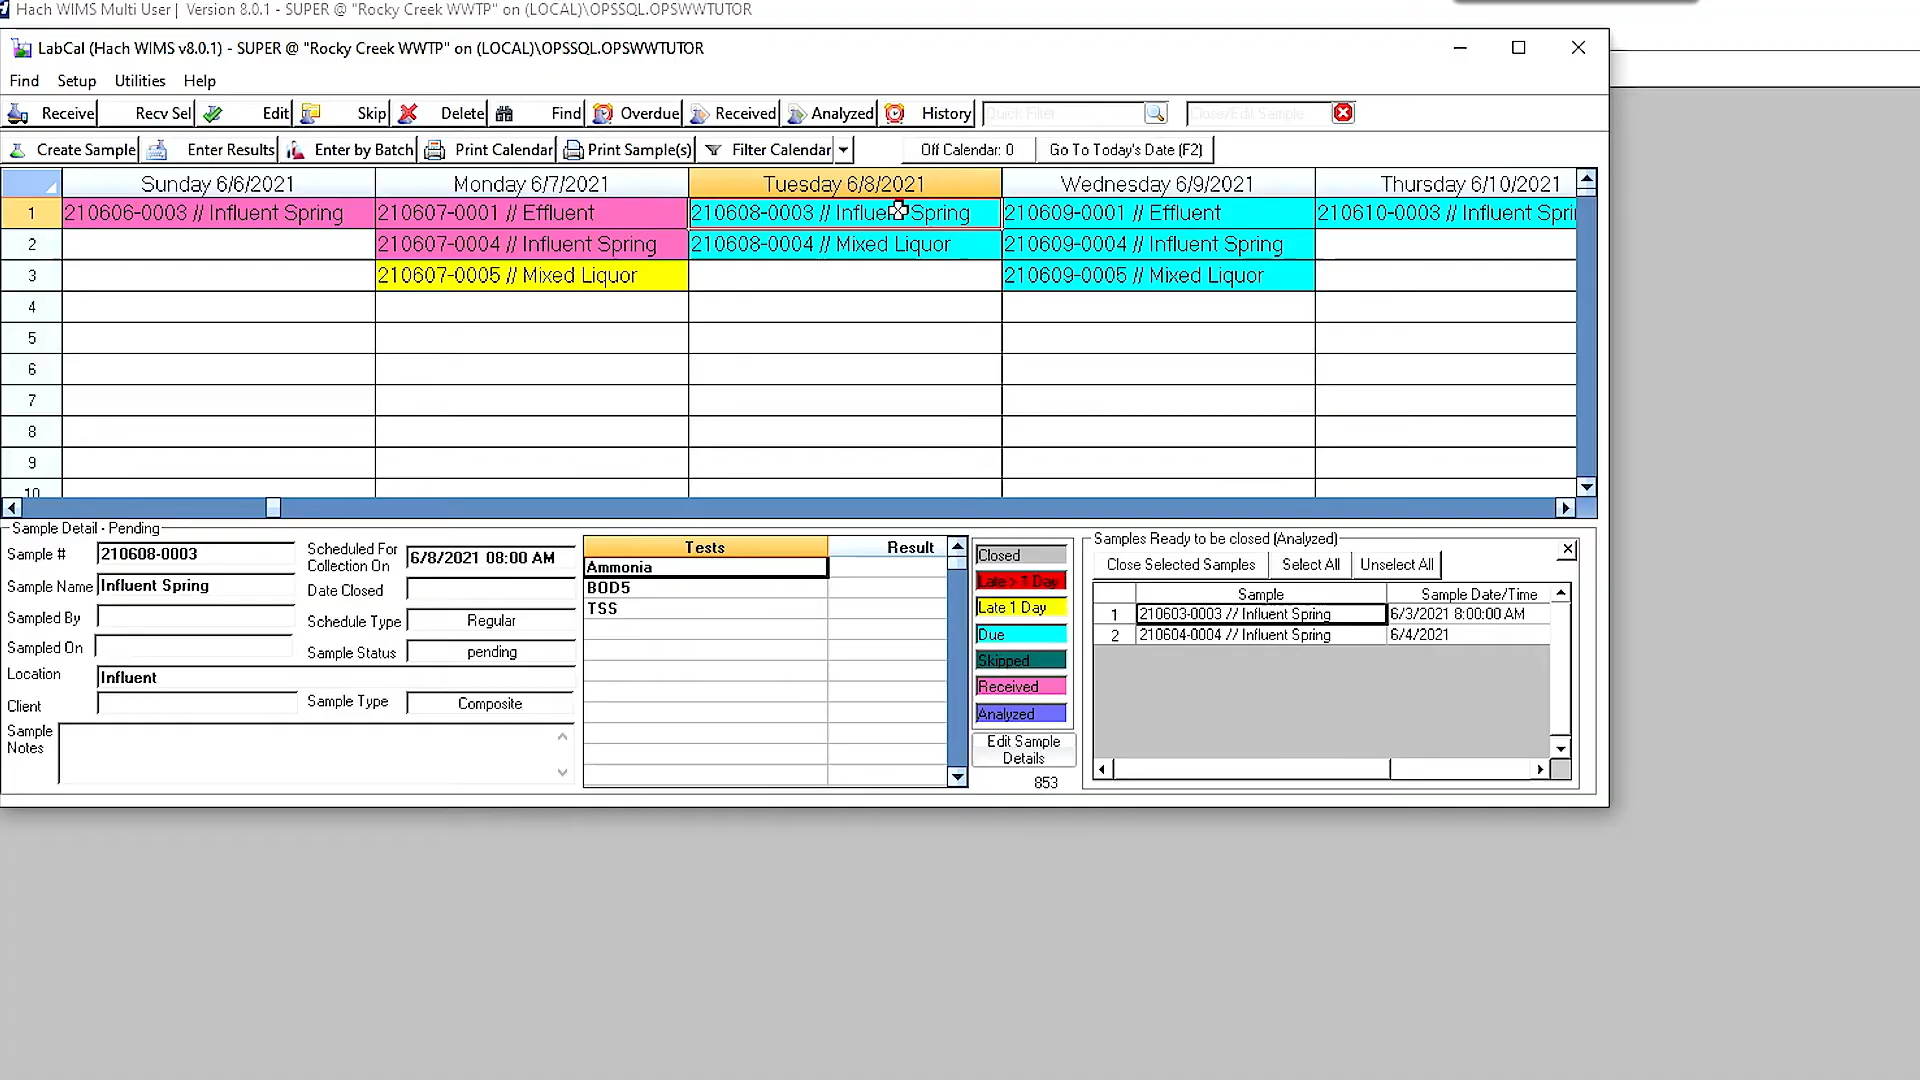 Hach WIMS Multi User | Version 8.0.1 - SUPER @ "Rocky Creek WWTP" on (LOCAL)\OPSSQL.OPSWWTUTOR
LabCal (Hach WIMS v8.0.1) - SUPER @ "Rocky Creek WWTP" on (LOCAL)\OPSSQL.OPSWWTUTOR
Find Setup Utilities Help
Receive Recv Sel Edit Skip Delete Find Overdue Received Analyzed History Quick Filter Close/Edit Sample
Create Sample Enter Results Enter by Batch Print Calendar Print Sample(s) Filter Calendar Off Calendar: 0 Go To Today's Date (F2)
Sunday 6/6/2021 Monday 6/7/2021 Tuesday 6/8/2021 Wednesday 6/9/2021 Thursday 6/10/2021
1 210606-0003 // Influent Spring 210607-0001 // Effluent 210608-0003 // Influent Spring 210609-0001 // Effluent 210610-0003 // Influent Spri
2 210607-0004 // Influent Spring 210608-0004 // Mixed Liquor 210609-0004 // Influent Spring
3 210607-0005 // Mixed Liquor 210609-0005 // Mixed Liquor
4
5
6
7
8
9
10
Sample Detail - Pending
Sample # 210608-0003
Sample Name Influent Spring
Sampled By
Sampled On
Location Influent
Client
Sample Notes
Scheduled For Collection On 6/8/2021 08:00 AM
Date Closed
Schedule Type Regular
Sample Status pending
Sample Type Composite
Tests Result
Ammonia
BOD5
TSS
Closed
Late > 1 Day
Late 1 Day
Due
Skipped
Received
Analyzed
Edit Sample Details
853
Samples Ready to be closed (Analyzed)
Close Selected Samples Select All Unselect All
Sample Sample Date/Time
1 210603-0003 // Influent Spring 6/3/2021 8:00:00 AM
2 210604-0004 // Influent Spring 6/4/2021